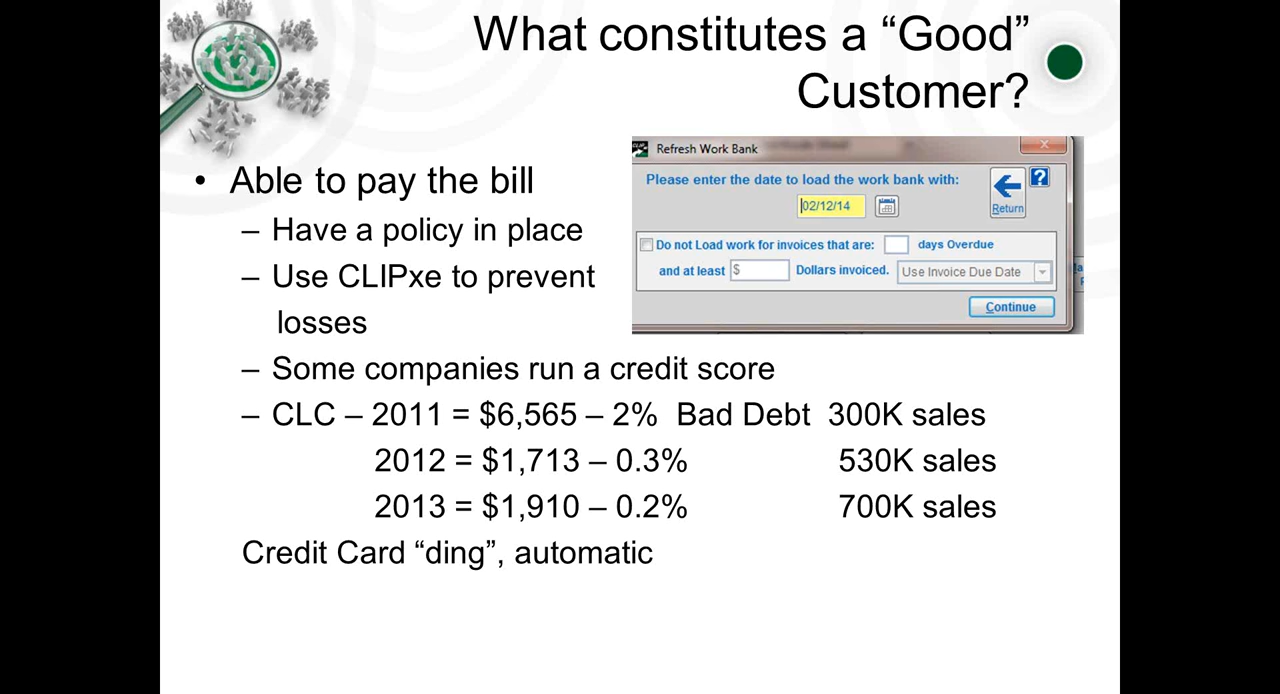 What constitutes a “Good”
Customer?
• Able to pay the bill
– Have a policy in place
– Use CLIPxe to prevent
losses
– Some companies run a credit score
– CLC – 2011 = $6,565 – 2% Bad Debt 300K sales
2012 = $1,713 – 0.3% 530K sales
2013 = $1,910 – 0.2% 700K sales
Credit Card “ding”, automatic
Refresh Work Bank
Please enter the date to load the work bank with:
02/12/14
?
Return
Do not Load work for invoices that are: days Overdue
and at least $ Dollars invoiced. Use Invoice Due Date
Continue